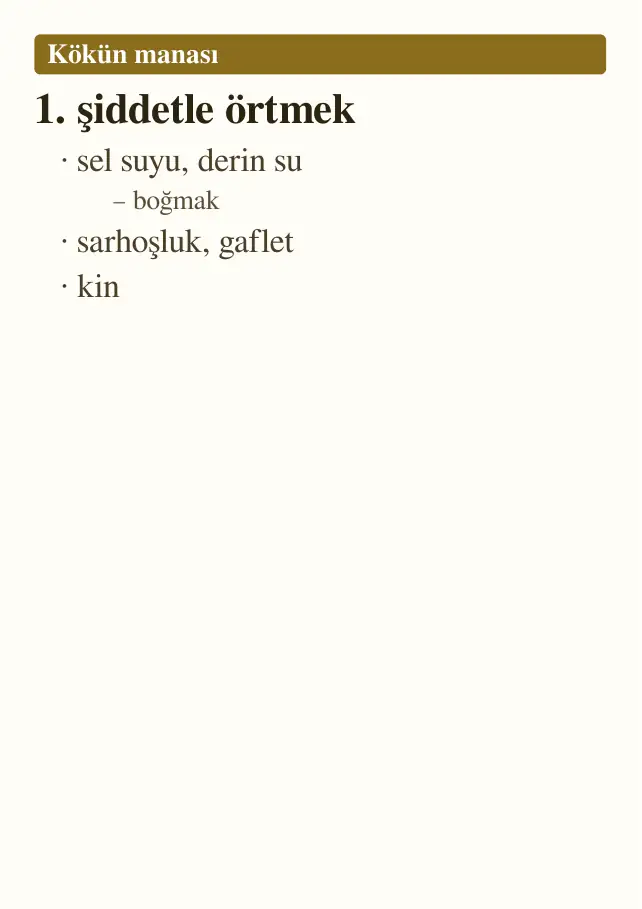 Kökün manası
1. şiddetle örtmek
· sel suyu, derin su
– boğmak
· sarhoşluk, gaflet
· kin